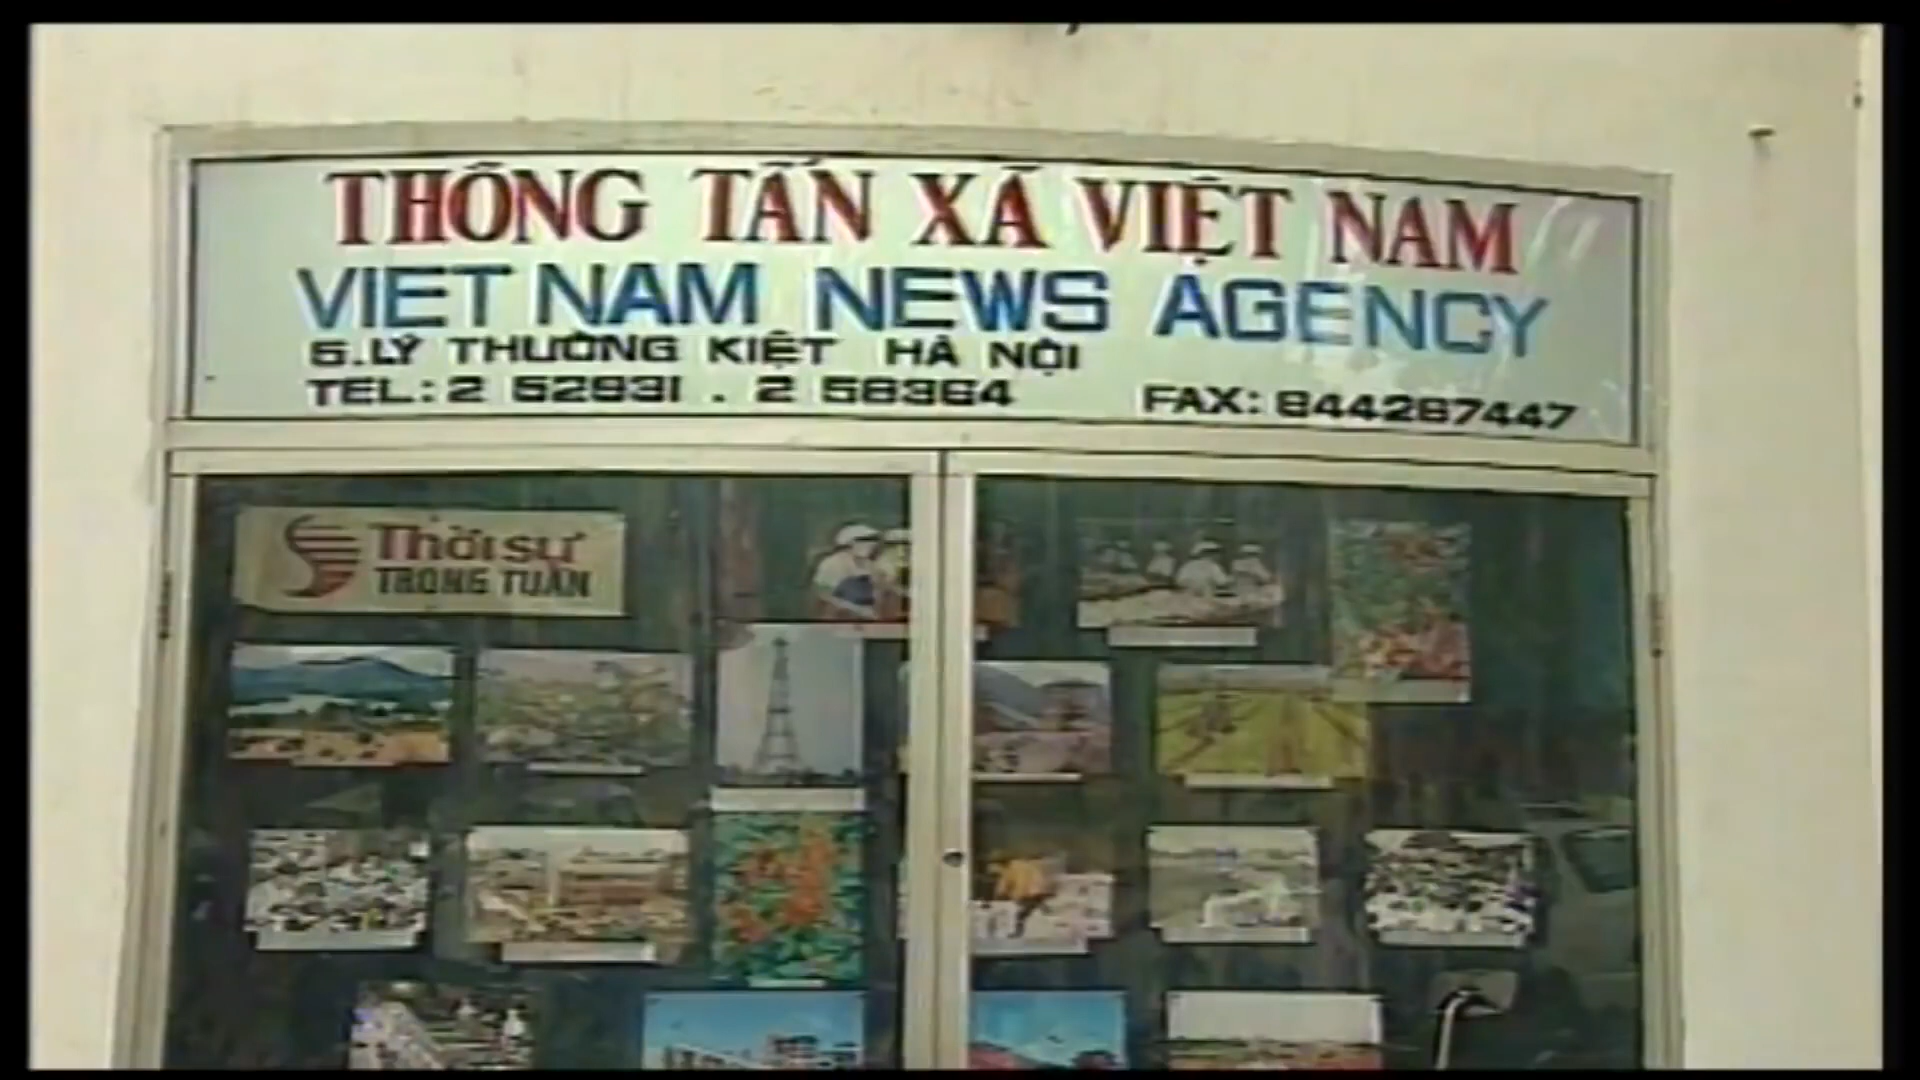 THÔNG TẤN XÃ VIỆT NAM
VIET NAM NEWS AGENCY
5.LÝ THƯỜNG KIỆT HÀ NỘI
TEL: 2 52931 . 2 58364 FAX: 844267447
Thời sự
TRONG TUẦN